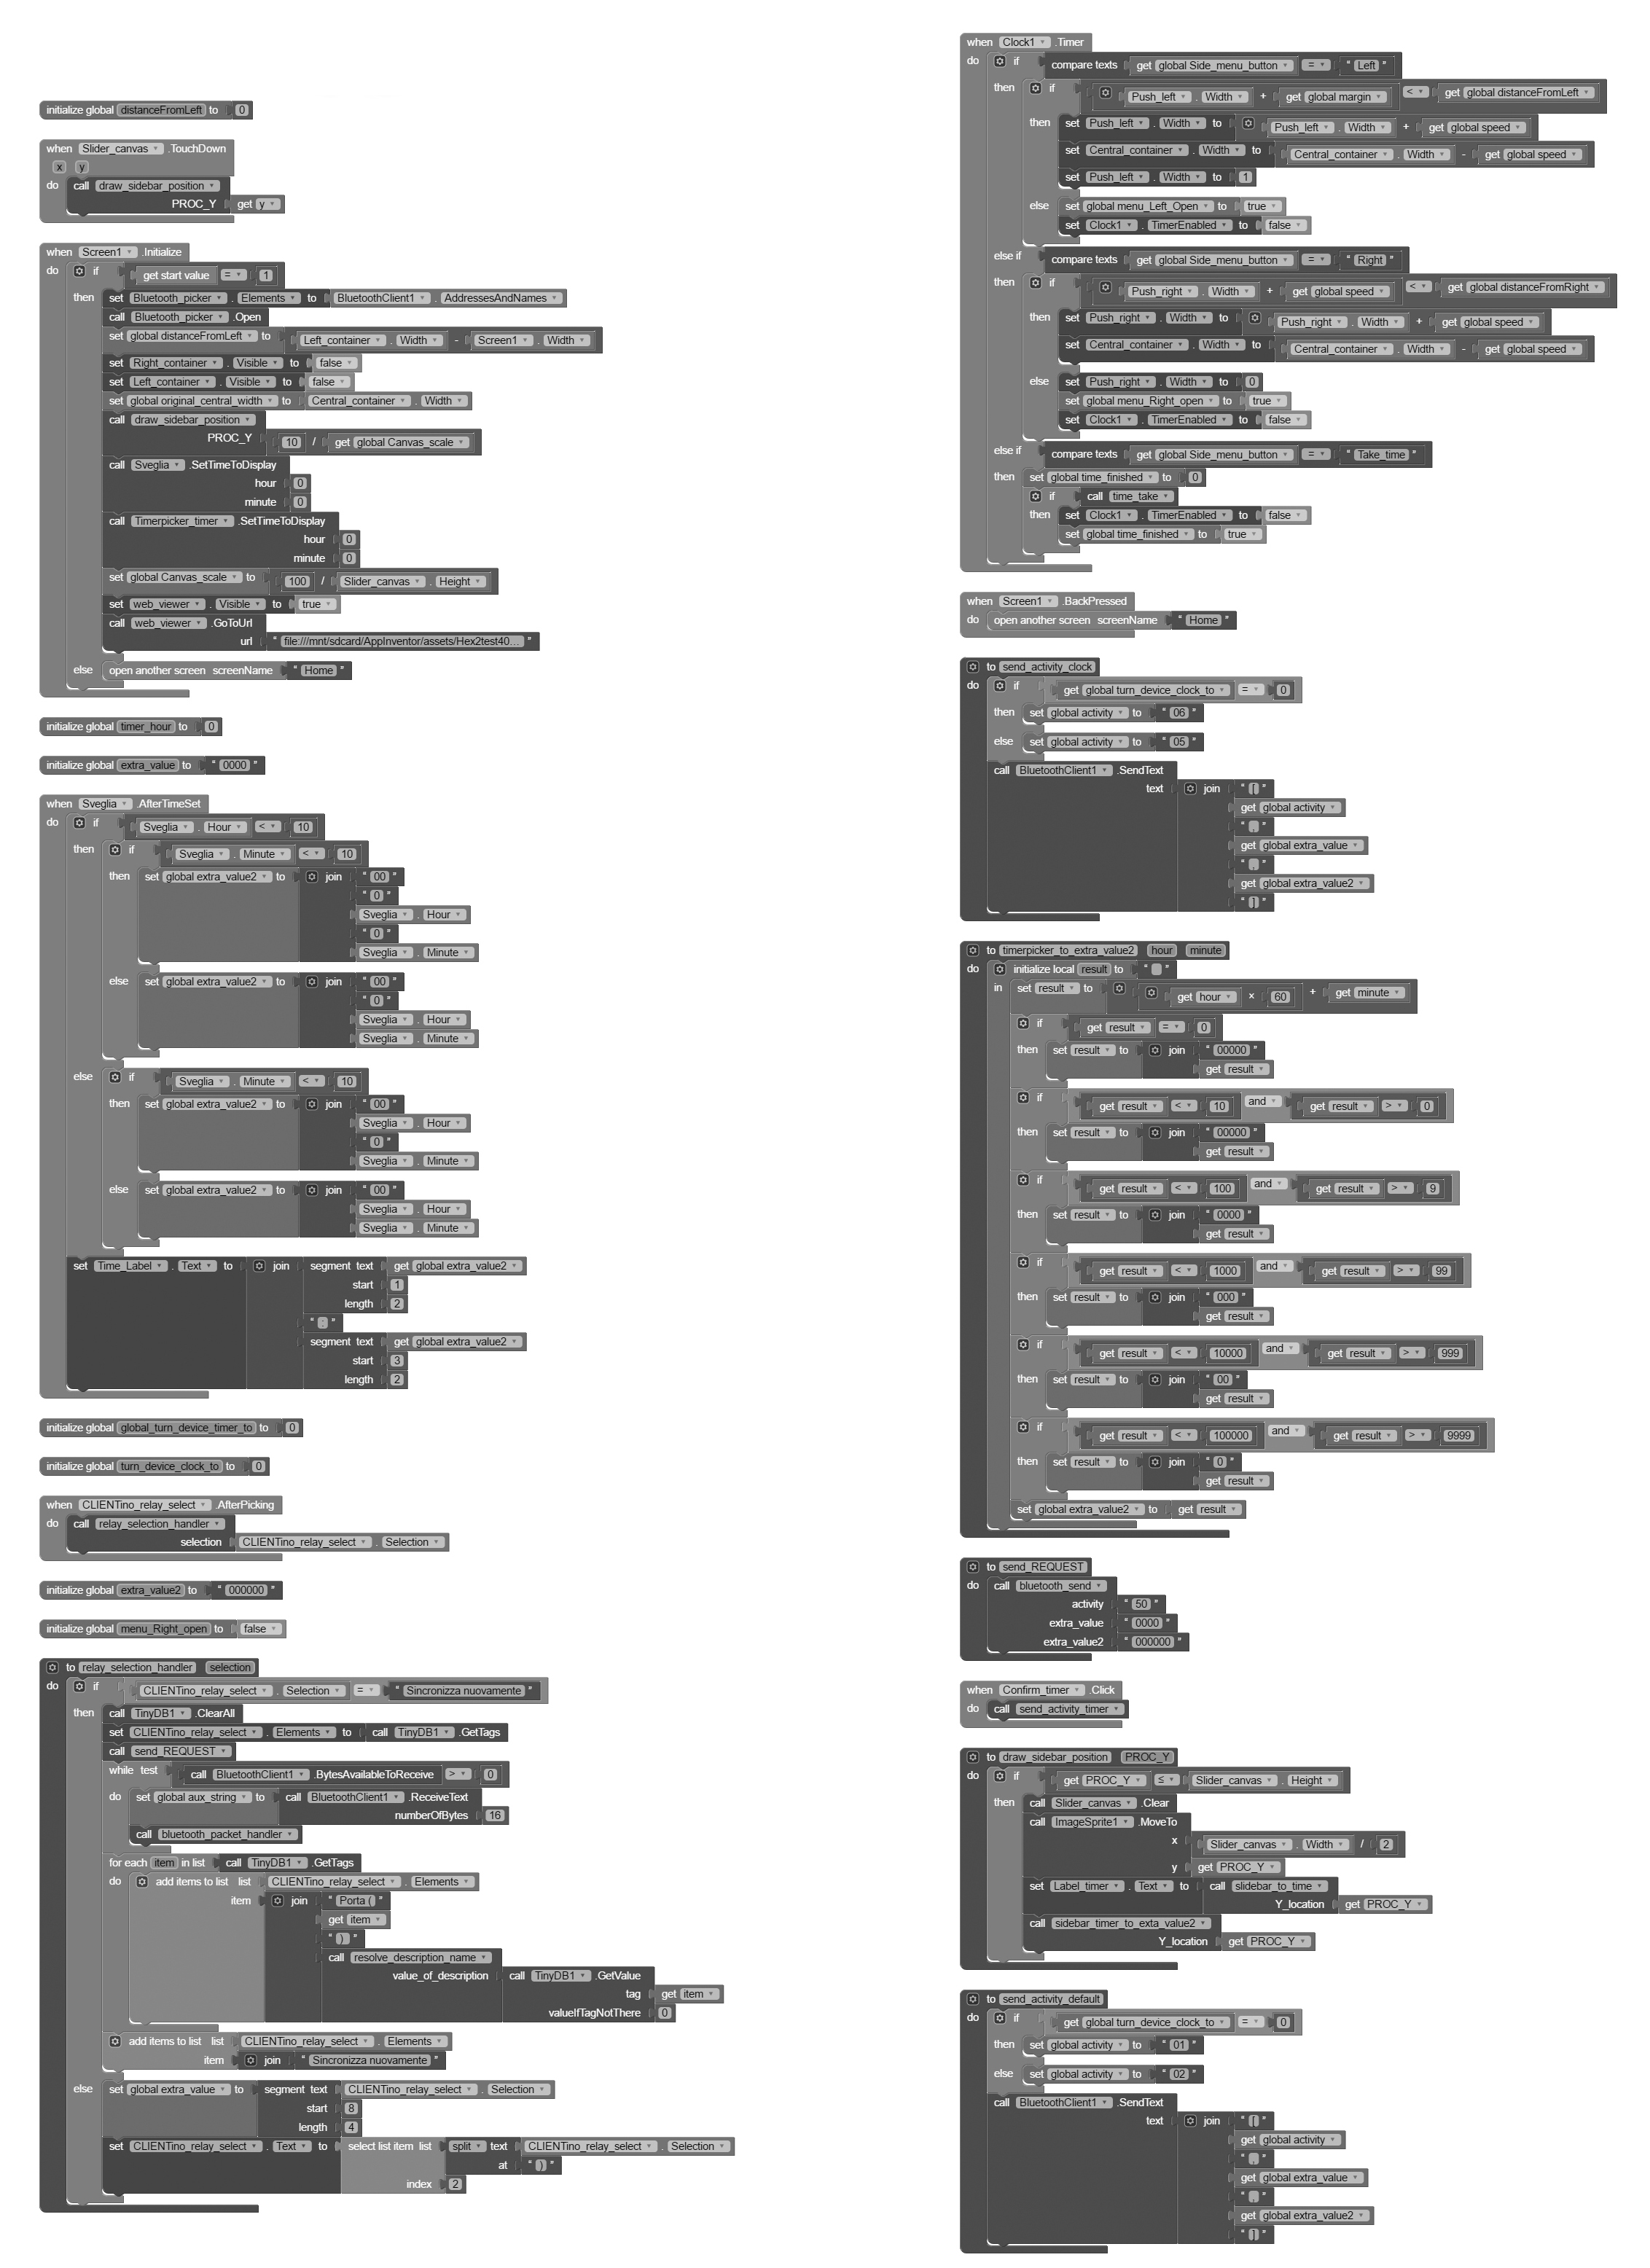 initialize global distanceFromLeft to 0
when Slider_canvas .TouchDown
x y
do call draw_sidebar_position
PROC_Y get y
when Screen1 .Initialize
do if get start value = 1
then set Bluetooth_picker . Elements to BluetoothClient1 . AddressesAndNames
call Bluetooth_picker .Open
set global distanceFromLeft to Left_container . Width - Screen1 . Width
set Right_container . Visible to false
set Left_container . Visible to false
set global original_central_width to Central_container . Width
call draw_sidebar_position
PROC_Y 10 / get global Canvas_scale
call Sveglia .SetTimeToDisplay
hour 0
minute 0
call Timerpicker_timer .SetTimeToDisplay
hour 0
minute 0
set global Canvas_scale to 100 / Slider_canvas . Height
set web_viewer . Visible to true
call web_viewer .GoToUrl
url " file:///mnt/sdcard/AppInventor/assets/Hex2test40... "
else open another screen screenName " Home "
initialize global timer_hour to 0
initialize global extra_value to " 0000 "
when Sveglia .AfterTimeSet
do if Sveglia . Hour < 10
then if Sveglia . Minute < 10
then set global extra_value2 to join " 00 "
" 0 "
Sveglia . Hour
" 0 "
Sveglia . Minute
else set global extra_value2 to join " 00 "
" 0 "
Sveglia . Hour
Sveglia . Minute
else if Sveglia . Minute < 10
then set global extra_value2 to join " 00 "
Sveglia . Hour
" 0 "
Sveglia . Minute
else set global extra_value2 to join " 00 "
Sveglia . Hour
Sveglia . Minute
set Time_Label . Text to join segment text get global extra_value2
start 1
length 2
" : "
segment text get global extra_value2
start 3
length 2
initialize global global_turn_device_timer_to to 0
initialize global turn_device_clock_to to 0
when CLIENTino_relay_select .AfterPicking
do call relay_selection_handler
selection CLIENTino_relay_select . Selection
initialize global extra_value2 to " 000000 "
initialize global menu_Right_open to false
to relay_selection_handler selection
do if CLIENTino_relay_select . Selection = " Sincronizza nuovamente "
then call TinyDB1 .ClearAll
set CLIENTino_relay_select . Elements to call TinyDB1 .GetTags
call send_REQUEST
while test call BluetoothClient1 .BytesAvailableToReceive > 0
do set global aux_string to call BluetoothClient1 .ReceiveText
numberOfBytes 16
call bluetooth_packet_handler
for each item in list call TinyDB1 .GetTags
do add items to list list CLIENTino_relay_select . Elements
item join " Porta ( "
get item
" ) "
call resolve_description_name
value_of_description call TinyDB1 .GetValue
tag get item
valueIfTagNotThere 0
add items to list list CLIENTino_relay_select . Elements
item join " Sincronizza nuovamente "
else set global extra_value to segment text CLIENTino_relay_select . Selection
start 8
length 4
set CLIENTino_relay_select . Text to select list item list split text CLIENTino_relay_select . Selection
at " ) "
index 2
when Clock1 .Timer
do if compare texts get global Side_menu_button = " Left "
then if Push_left . Width + get global margin < get global distanceFromLeft
then set Push_left . Width to Push_left . Width + get global speed
set Central_container . Width to Central_container . Width - get global speed
set Push_left . Width to 1
else set global menu_Left_Open to true
set Clock1 . TimerEnabled to false
else if compare texts get global Side_menu_button = " Right "
then if Push_right . Width + get global speed < get global distanceFromRight
then set Push_right . Width to Push_right . Width + get global speed
set Central_container . Width to Central_container . Width - get global speed
else set Push_right . Width to 0
set global menu_Right_open to true
set Clock1 . TimerEnabled to false
else if compare texts get global Side_menu_button = " Take_time "
then set global time_finished to 0
if call time_take
then set Clock1 . TimerEnabled to false
set global time_finished to true
when Screen1 .BackPressed
do open another screen screenName " Home "
to send_activity_clock
do if get global turn_device_clock_to = 0
then set global activity to " 06 "
else set global activity to " 05 "
call BluetoothClient1 .SendText
text join " [ "
get global activity
" , "
get global extra_value
" , "
get global extra_value2
" ] "
to timerpicker_to_extra_value2 hour minute
do initialize local result to " "
in set result to get hour × 60 + get minute
if get result = 0
then set result to join " 00000 "
get result
if get result < 10 and get result > 0
then set result to join " 00000 "
get result
if get result < 100 and get result > 9
then set result to join " 0000 "
get result
if get result < 1000 and get result > 99
then set result to join " 000 "
get result
if get result < 10000 and get result > 999
then set result to join " 00 "
get result
if get result < 100000 and get result > 9999
then set result to join " 0 "
get result
set global extra_value2 to get result
to send_REQUEST
do call bluetooth_send
activity " 50 "
extra_value " 0000 "
extra_value2 " 000000 "
when Confirm_timer .Click
do call send_activity_timer
to draw_sidebar_position PROC_Y
do if get PROC_Y ≤ Slider_canvas . Height
then call Slider_canvas .Clear
call ImageSprite1 .MoveTo
x Slider_canvas . Width / 2
y get PROC_Y
set Label_timer . Text to call slidebar_to_time
Y_location get PROC_Y
call sidebar_timer_to_exta_value2
Y_location get PROC_Y
to send_activity_default
do if get global turn_device_clock_to = 0
then set global activity to " 01 "
else set global activity to " 02 "
call BluetoothClient1 .SendText
text join " [ "
get global activity
" , "
get global extra_value
" , "
get global extra_value2
" ] "